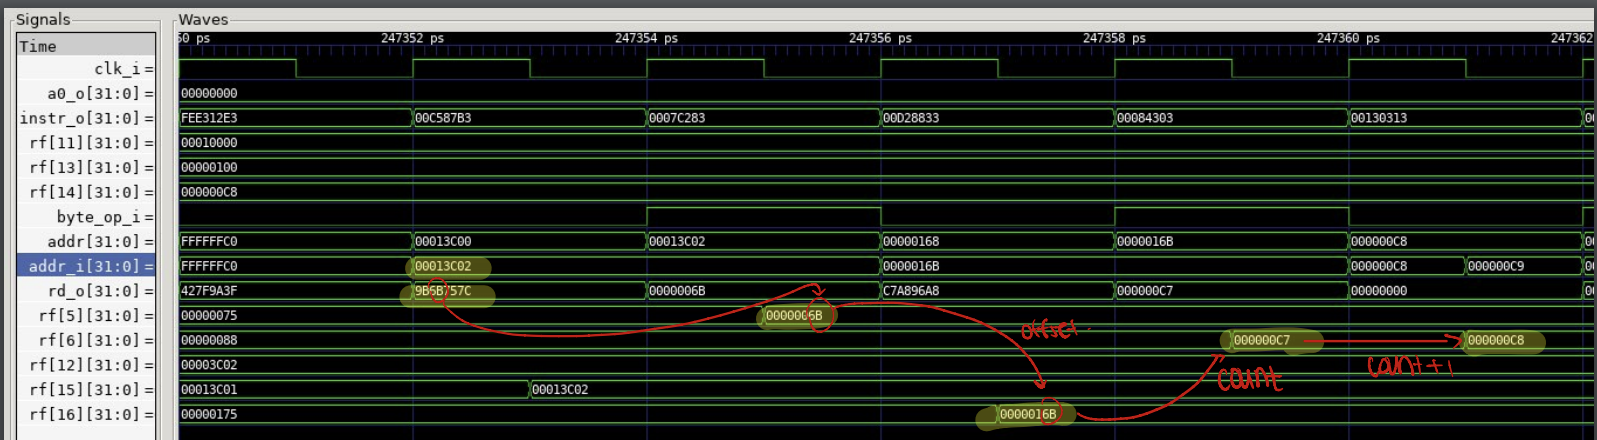 Signals
Waves
Time
50 ps 247352 ps 247354 ps 247356 ps 247358 ps 247360 ps 247362
clk_i =
a0_o[31:0] = 00000000
instr_o[31:0] = FEE312E3 00C587B3 0007C283 00D28833 00084303 00130313 00
rf[11][31:0] = 00010000
rf[13][31:0] = 00000100
rf[14][31:0] = 000000C8
byte_op_i =
addr[31:0] = FFFFFFC0 00013C00 00013C02 00000168 0000016B 000000C8 00
addr_i[31:0] = FFFFFFC0 00013C02 0000016B 000000C8 000000C9 00
rd_o[31:0] = 427F9A3F 9B6B757C 0000006B C7A896A8 000000C7 00000000 00
rf[5][31:0] = 00000075 0000006B
offset.
rf[6][31:0] = 00000088 000000C7 000000C8
rf[12][31:0] = 00003C02
count count+1
rf[15][31:0] = 00013C01 00013C02
rf[16][31:0] = 00000175 0000016B